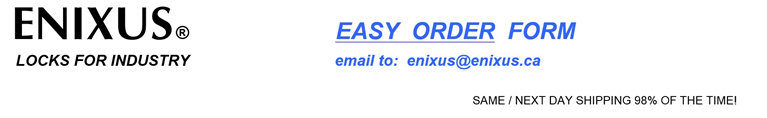 ENIXUS®
LOCKS FOR INDUSTRY
EASY ORDER FORM
email to: enixus@enixus.ca
SAME / NEXT DAY SHIPPING 98% OF THE TIME!